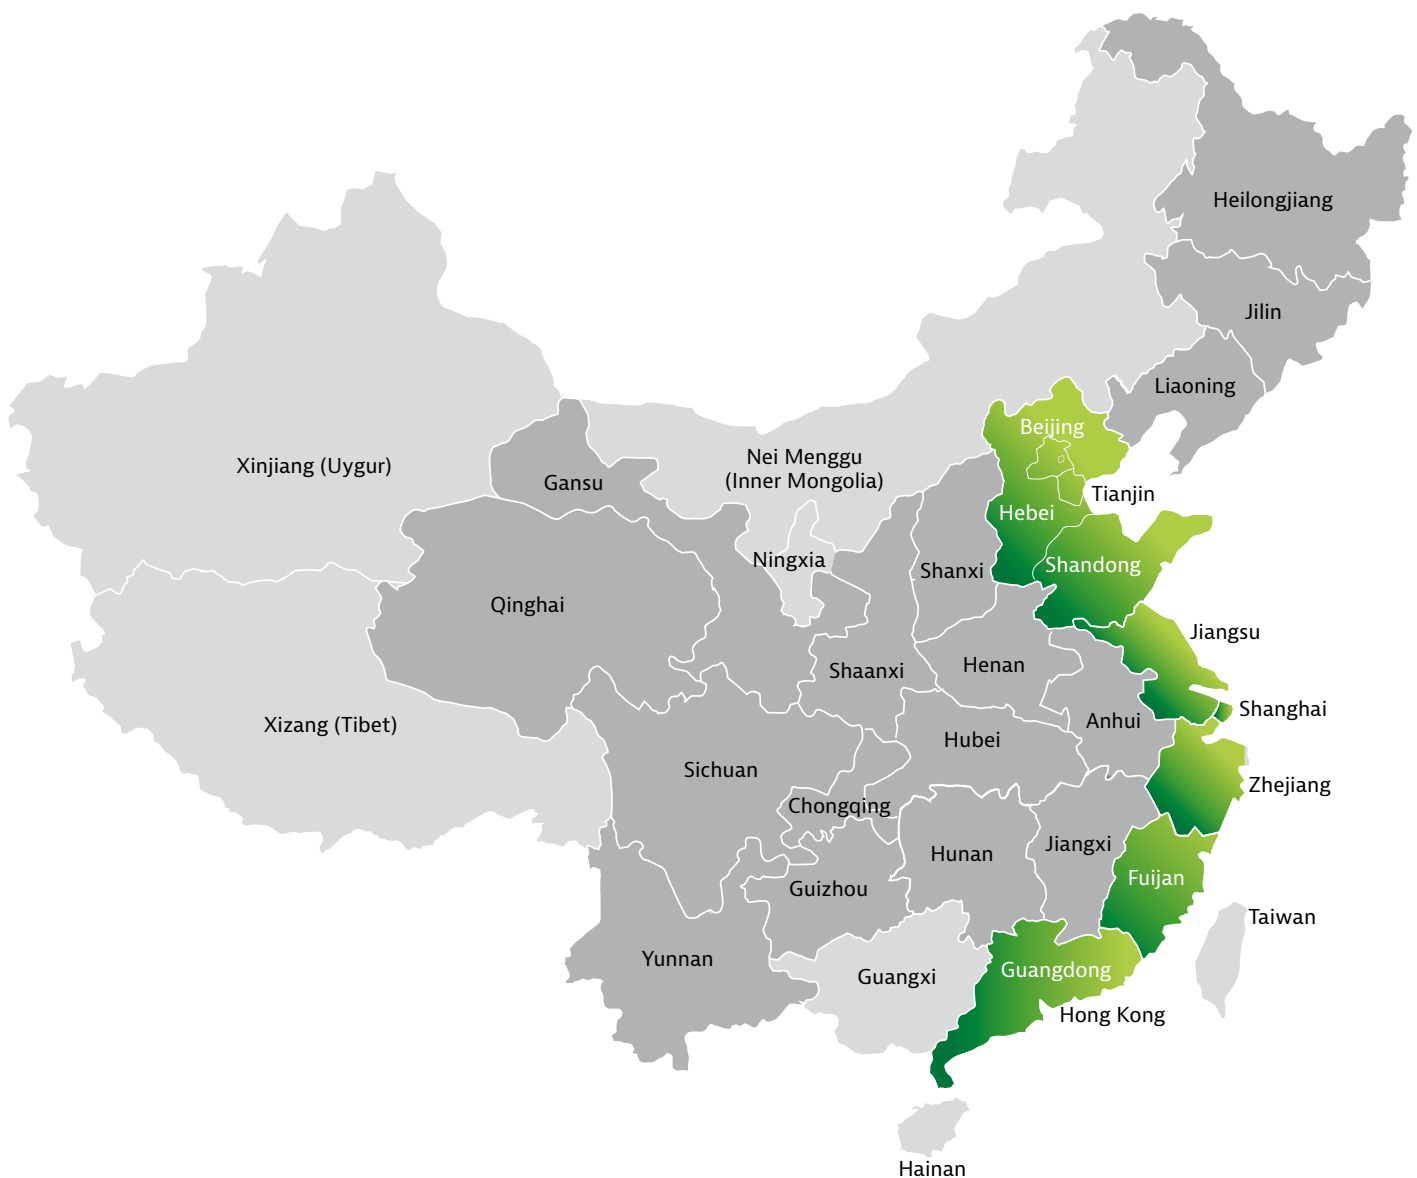 Heilongjiang
Jilin
Liaoning
Beijing
Xinjiang (Uygur)
Nei Menggu
(Inner Mongolia)
Gansu
Tianjin
Hebei
Ningxia
Shanxi
Shandong
Qinghai
Jiangsu
Shaanxi
Henan
Shanghai
Xizang (Tibet)
Anhui
Hubei
Sichuan
Zhejiang
Chongqing
Jiangxi
Hunan
Fuijan
Guizhou
Taiwan
Yunnan
Guangxi
Guangdong
Hong Kong
Hainan